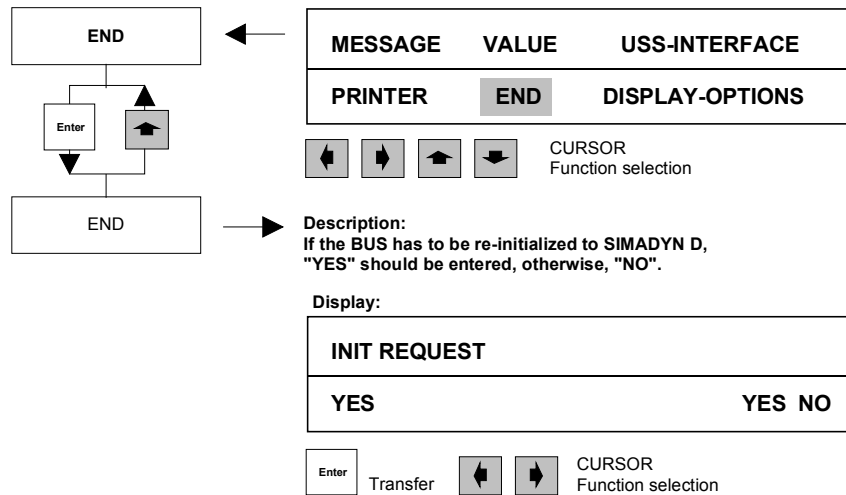 END
MESSAGE VALUE USS-INTERFACE
PRINTER END DISPLAY-OPTIONS
Enter
CURSOR
Function selection
END
Description:
If the BUS has to be re-initialized to SIMADYN D,
"YES" should be entered, otherwise, "NO".
Display:
INIT REQUEST
YES YES NO
Enter
Transfer
CURSOR
Function selection